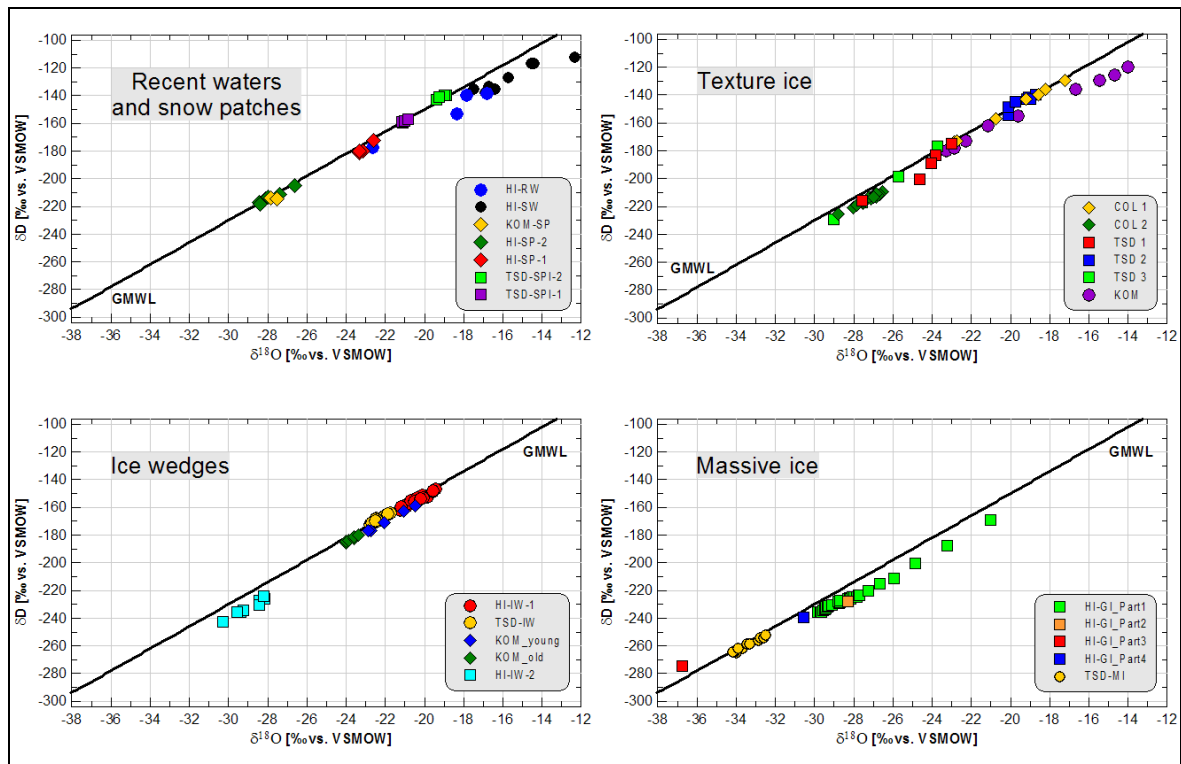 Recent waters
and snow patches
δD [‰ vs. VSMOW]
-100
-120
-140
-160
-180
-200
-220
-240
-260
-280
-300
GMWL
HI-RW
HI-SW
KOM-SP
HI-SP-2
HI-SP-1
TSD-SPI-2
TSD-SPI-1
-38 -36 -34 -32 -30 -28 -26 -24 -22 -20 -18 -16 -14 -12
δ18O [‰ vs. VSMOW]
Texture ice
δD [‰ vs. VSMOW]
-100
-120
-140
-160
-180
-200
-220
-240
-260
-280
-300
GMWL
COL 1
COL 2
TSD 1
TSD 2
TSD 3
KOM
-38 -36 -34 -32 -30 -28 -26 -24 -22 -20 -18 -16 -14 -12
δ18O [‰ vs. VSMOW]
Ice wedges
δD [‰ vs. VSMOW]
-100
-120
-140
-160
-180
-200
-220
-240
-260
-280
-300
GMWL
HI-IW-1
TSD-IW
KOM_young
KOM_old
HI-IW-2
-38 -36 -34 -32 -30 -28 -26 -24 -22 -20 -18 -16 -14 -12
δ18O [‰ vs. VSMOW]
Massive ice
δD [‰ vs. VSMOW]
-100
-120
-140
-160
-180
-200
-220
-240
-260
-280
-300
GMWL
HI-GI_Part1
HI-GI_Part2
HI-GI_Part3
HI-GI_Part4
TSD-MI
-38 -36 -34 -32 -30 -28 -26 -24 -22 -20 -18 -16 -14 -12
δ18O [‰ vs. VSMOW]